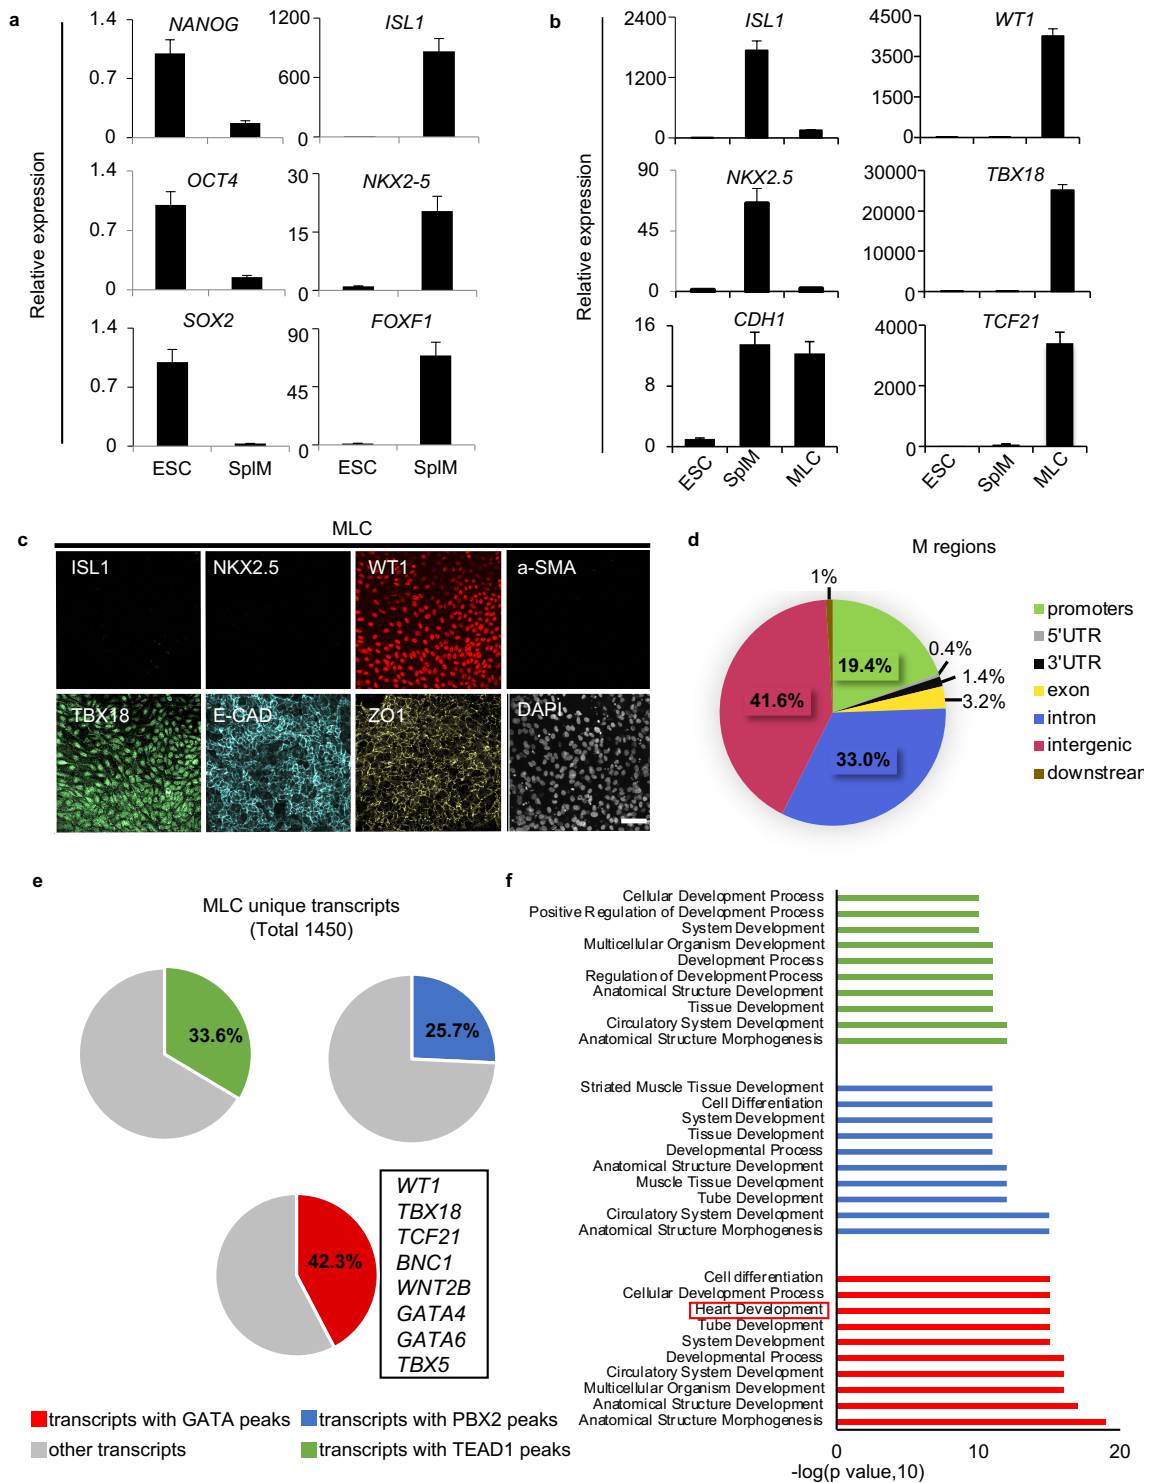 a
Relative expression
NANOG
1.4
0.7
0
ISL1
1200
600
0
OCT4
1.4
0.7
0
NKX2-5
30
15
0
SOX2
1.4
0.7
0
FOXF1
90
45
0
ESC SplM
ESC SplM
b
Relative expression
ISL1
2400
1200
0
WT1
4500
3500
1500
0
NKX2.5
90
45
0
TBX18
30000
20000
10000
0
CDH1
16
8
0
TCF21
4000
2000
0
ESC SplM MLC
ESC SplM MLC
c
MLC
ISL1 NKX2.5 WT1 a-SMA
TBX18 E-CAD ZO1 DAPI
d
M regions
1%
19.4%
0.4%
1.4%
3.2%
33.0%
41.6%
promoters
5'UTR
3'UTR
exon
intron
intergenic
downstrear
e
MLC unique transcripts
(Total 1450)
33.6%
25.7%
42.3%
WT1
TBX18
TCF21
BNC1
WNT2B
GATA4
GATA6
TBX5
transcripts with GATA peaks transcripts with PBX2 peaks
other transcripts transcripts with TEAD1 peaks
f
Cellular Development Process
Positive Regulation of Development Process
System Development
Multicellular Organism Development
Development Process
Regulation of Development Process
Anatomical Structure Development
Tissue Development
Circulatory System Development
Anatomical Structure Morphogenesis
Striated Muscle Tissue Development
Cell Differentiation
System Development
Tissue Development
Developmental Process
Anatomical Structure Development
Muscle Tissue Development
Tube Development
Circulatory System Development
Anatomical Structure Morphogenesis
Cell differentiation
Cellular Development Process
Heart Development
Tube Development
System Development
Developmental Process
Circulatory System Development
Multicellular Organism Development
Anatomical Structure Development
Anatomical Structure Morphogenesis
0 10 20
-log(p value,10)